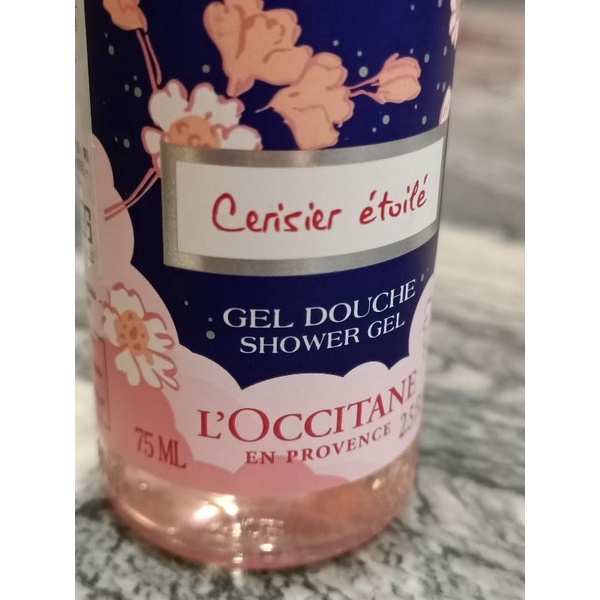 Cerisier étoilé
GEL DOUCHE
SHOWER GEL
L'OCCITANE
EN PROVENCE
75 ML